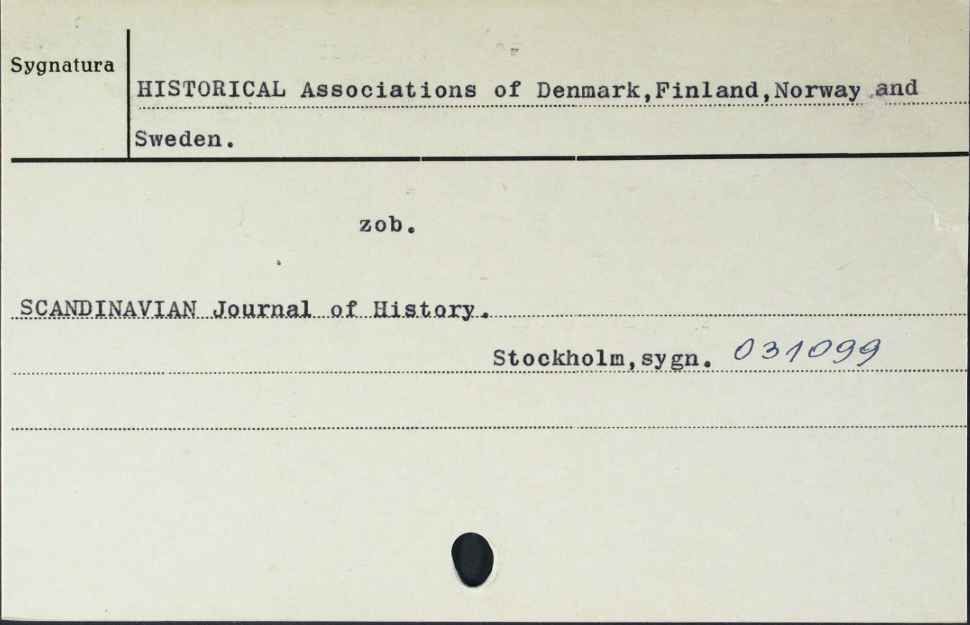 Sygnatura
HISTORICAL Associations of Denmark,Finland,Norway and
Sweden.
zob.
SCANDINAVIAN Journal of History.
Stockholm,sygn. 031099